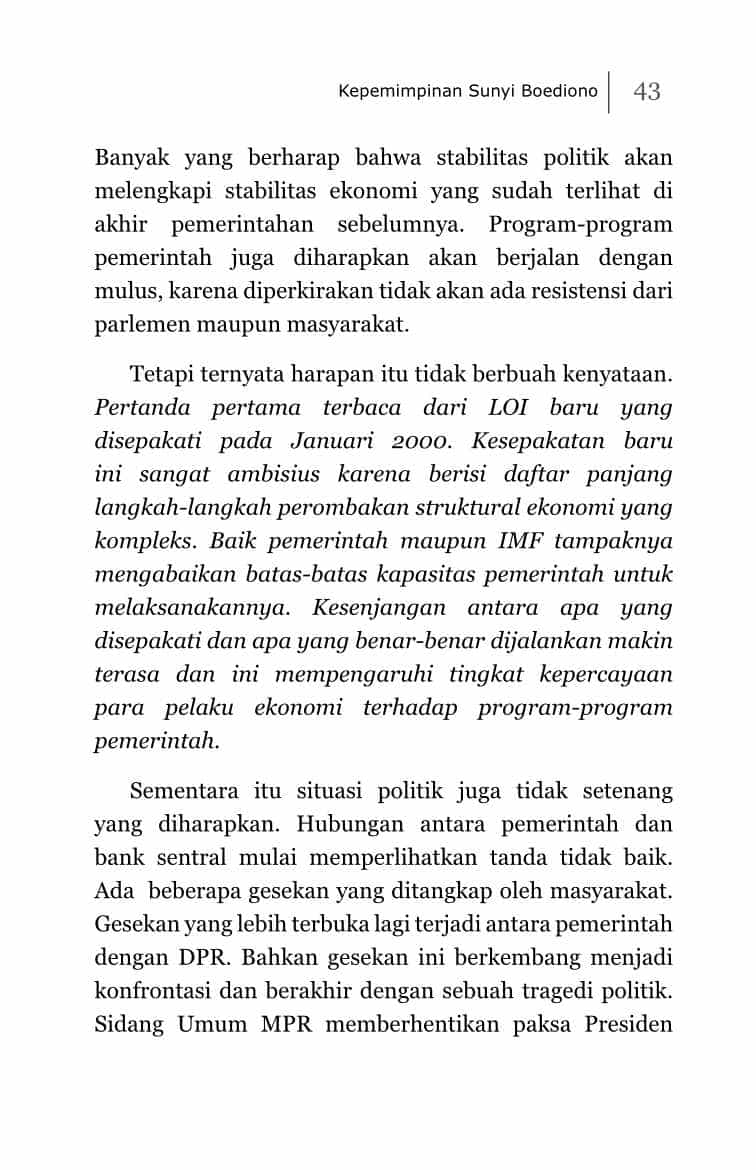 Kepemimpinan Sunyi Boediono 43
Banyak yang berharap bahwa stabilitas politik akan
melengkapi stabilitas ekonomi yang sudah terlihat di
akhir pemerintahan sebelumnya. Program-program
pemerintah juga diharapkan akan berjalan dengan
mulus, karena diperkirakan tidak akan ada resistensi dari
parlemen maupun masyarakat.
Tetapi ternyata harapan itu tidak berbuah kenyataan.
Pertanda pertama terbaca dari LOI baru yang
disepakati pada Januari 2000. Kesepakatan baru
ini sangat ambisius karena berisi daftar panjang
langkah-langkah perombakan struktural ekonomi yang
kompleks. Baik pemerintah maupun IMF tampaknya
mengabaikan batas-batas kapasitas pemerintah untuk
melaksanakannya. Kesenjangan antara apa yang
disepakati dan apa yang benar-benar dijalankan makin
terasa dan ini mempengaruhi tingkat kepercayaan
para pelaku ekonomi terhadap program-program
pemerintah.
Sementara itu situasi politik juga tidak setenang
yang diharapkan. Hubungan antara pemerintah dan
bank sentral mulai memperlihatkan tanda tidak baik.
Ada beberapa gesekan yang ditangkap oleh masyarakat.
Gesekan yang lebih terbuka lagi terjadi antara pemerintah
dengan DPR. Bahkan gesekan ini berkembang menjadi
konfrontasi dan berakhir dengan sebuah tragedi politik.
Sidang Umum MPR memberhentikan paksa Presiden